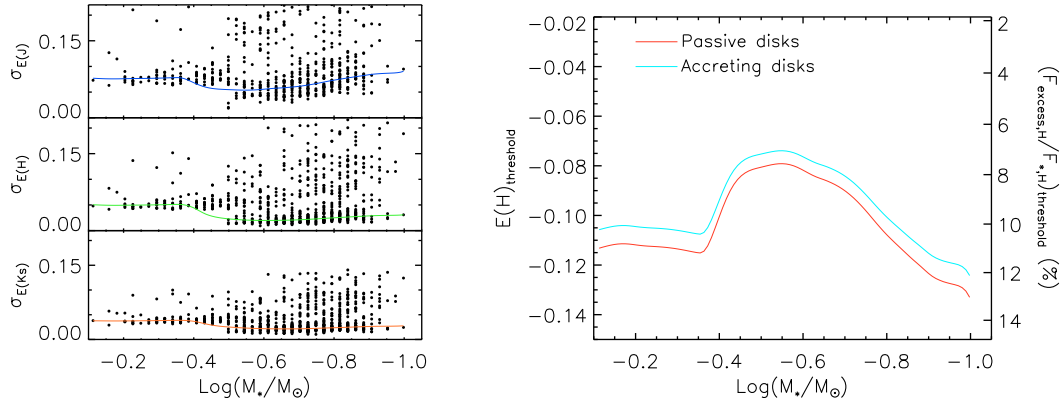 0.15
0.00
σE(J)
0.15
0.00
σE(H)
0.15
0.00
σE(Ks)
−0.2 −0.4 −0.6 −0.8 −1.0
Log(M*/M⊙)
−0.02
−0.04
−0.06
−0.08
−0.10
−0.12
−0.14
E(H)threshold
Passive disks
Accreting disks
2
4
6
8
10
12
14
(Fexcess,H/F*,H)threshold (%)
−0.2 −0.4 −0.6 −0.8 −1.0
Log(M*/M⊙)